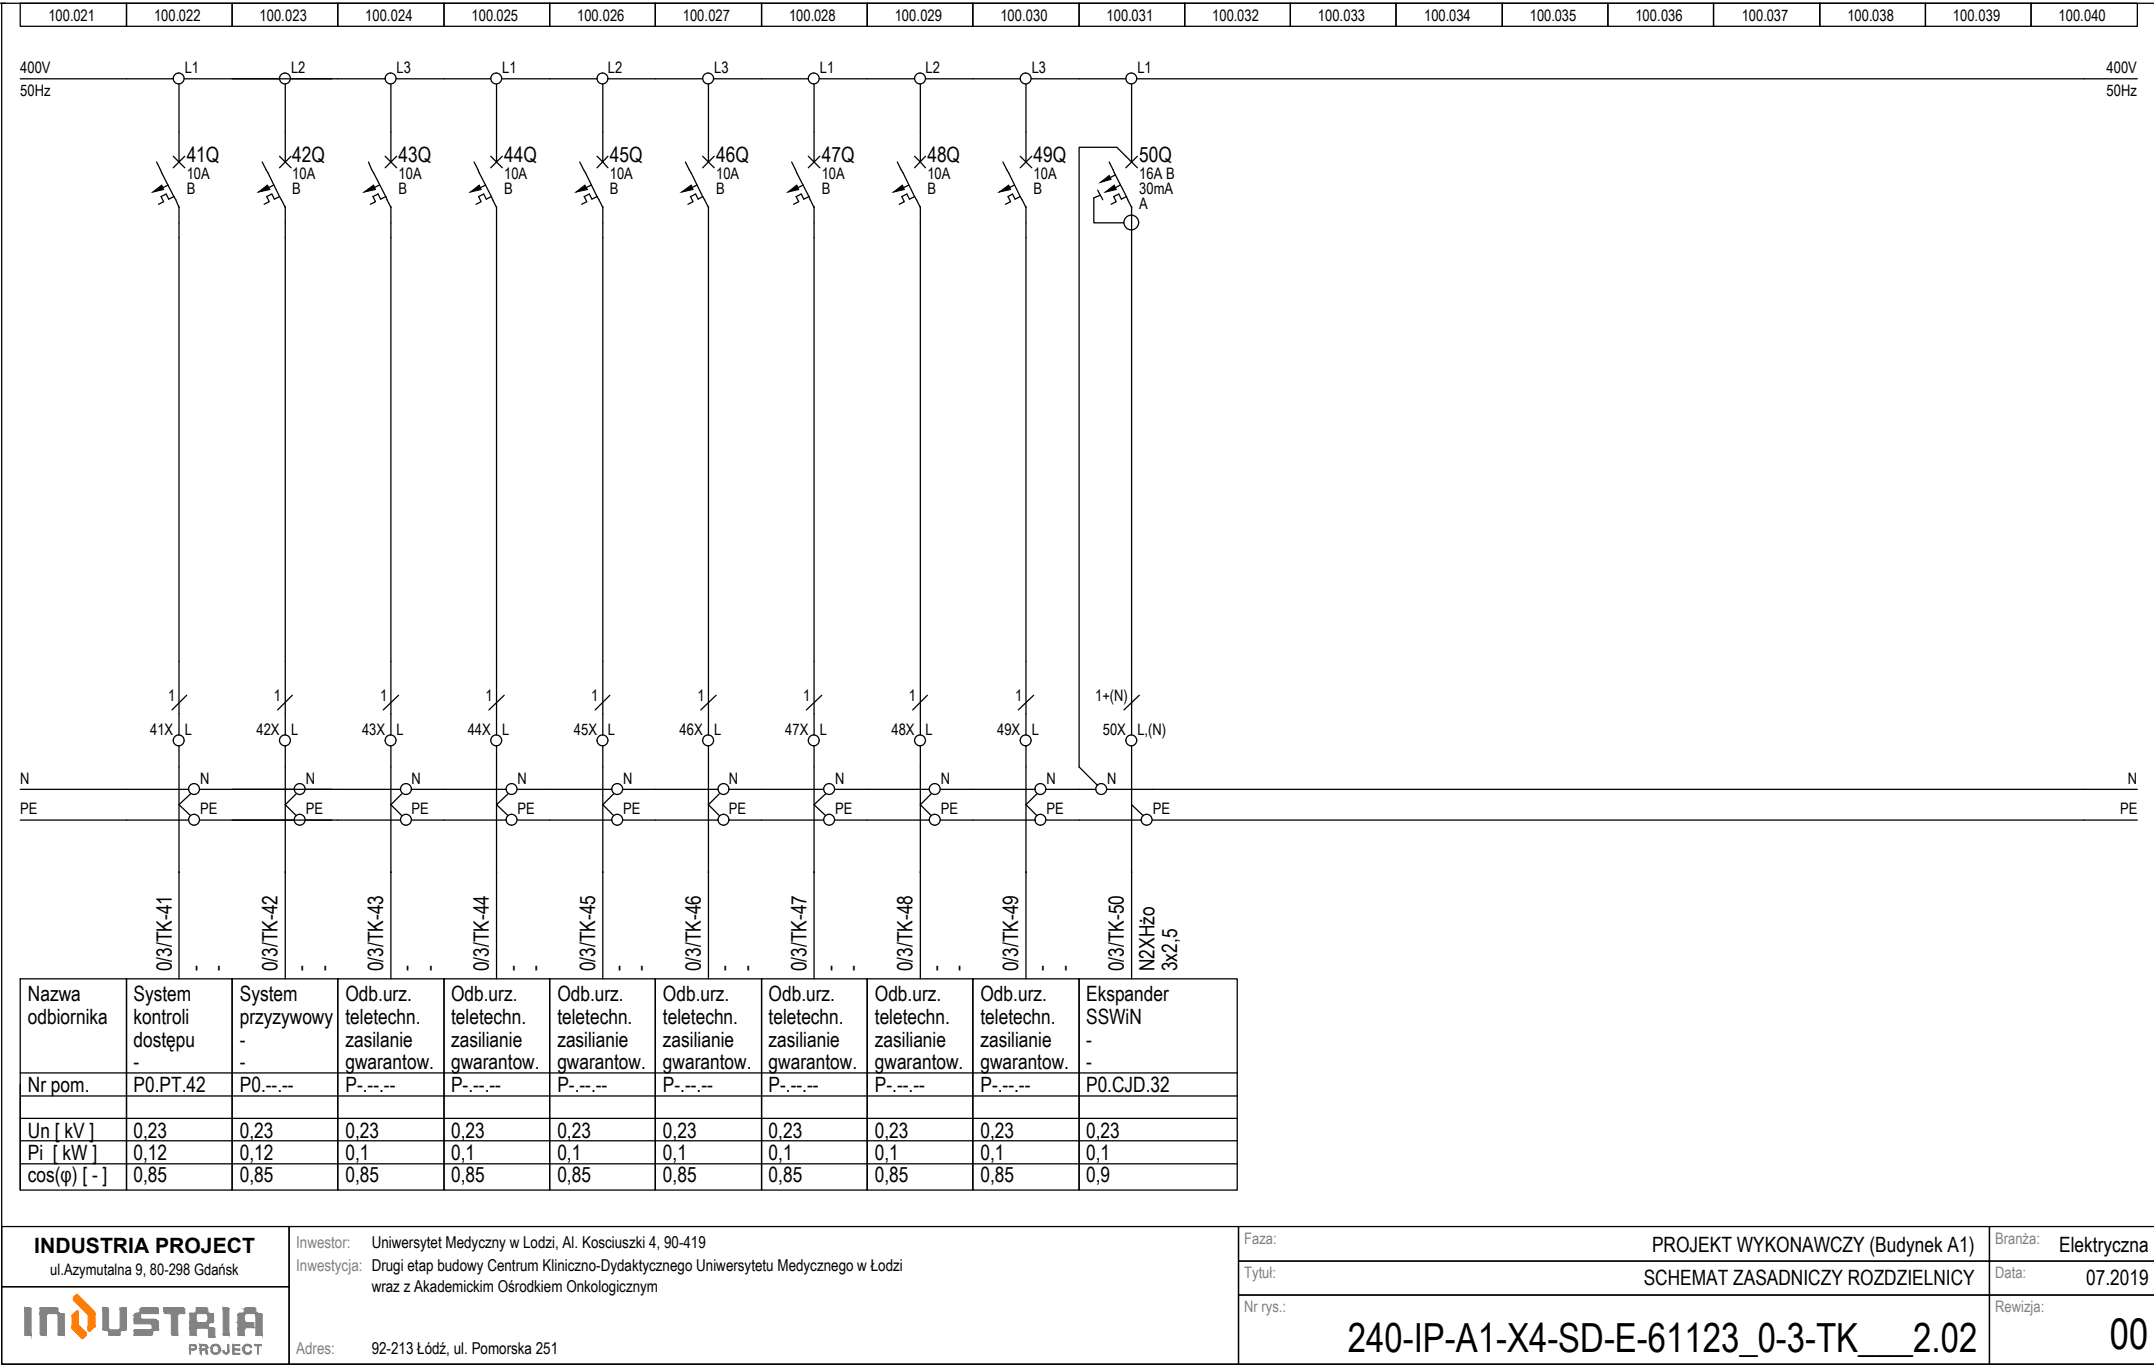 100.021 100.022 100.023 100.024 100.025 100.026 100.027 100.028 100.029 100.030 100.031 100.032 100.033 100.034 100.035 100.036 100.037 100.038 100.039 100.040
400V L1 L2 L3 L1 L2 L3 L1 L2 L3 L1 400V
50Hz 50Hz
41Q 42Q 43Q 44Q 45Q 46Q 47Q 48Q 49Q 50Q
10A 10A 10A 10A 10A 10A 10A 10A 10A 16A B
B B B B B B B B B 30mA
A
1 1 1 1 1 1 1 1 1 1+(N)
41X L 42X L 43X L 44X L 45X L 46X L 47X L 48X L 49X L 50X L,(N)
N N N N N N N N N N N N
PE PE PE PE PE PE PE PE PE PE PE PE
0/3/TK-41 - -
0/3/TK-42 - -
0/3/TK-43 - -
0/3/TK-44 - -
0/3/TK-45 - -
0/3/TK-46 - -
0/3/TK-47 - -
0/3/TK-48 - -
0/3/TK-49 - -
0/3/TK-50
N2XHżo
3x2,5
Nazwa System System Odb.urz. Odb.urz. Odb.urz. Odb.urz. Odb.urz. Odb.urz. Odb.urz. Ekspander
odbiornika kontroli przyzywowy teletechn. teletechn. teletechn. teletechn. teletechn. teletechn. teletechn. SSWiN
dostępu - zasilanie zasilianie zasilianie zasilianie zasilianie zasilianie zasilianie -
- - gwarantow. gwarantow. gwarantow. gwarantow. gwarantow. gwarantow. gwarantow. -
Nr pom. P0.PT.42 P0.--.-- P-.--.-- P-.--.-- P-.--.-- P-.--.-- P-.--.-- P-.--.-- P-.--.-- P0.CJD.32
Un [ kV ] 0,23 0,23 0,23 0,23 0,23 0,23 0,23 0,23 0,23 0,23
Pi [ kW ] 0,12 0,12 0,1 0,1 0,1 0,1 0,1 0,1 0,1 0,1
cos(φ) [ - ] 0,85 0,85 0,85 0,85 0,85 0,85 0,85 0,85 0,85 0,9
INDUSTRIA PROJECT
ul.Azymutalna 9, 80-298 Gdańsk
INDUSTRIA
PROJECT
Inwestor: Uniwersytet Medyczny w Lodzi, Al. Kosciuszki 4, 90-419
Inwestycja: Drugi etap budowy Centrum Kliniczno-Dydaktycznego Uniwersytetu Medycznego w Łodzi
wraz z Akademickim Ośrodkiem Onkologicznym
Adres: 92-213 Łódź, ul. Pomorska 251
Faza: PROJEKT WYKONAWCZY (Budynek A1)
Branża: Elektryczna
Tytuł: SCHEMAT ZASADNICZY ROZDZIELNICY
Data: 07.2019
Nr rys.: 240-IP-A1-X4-SD-E-61123_0-3-TK___2.02
Rewizja: 00